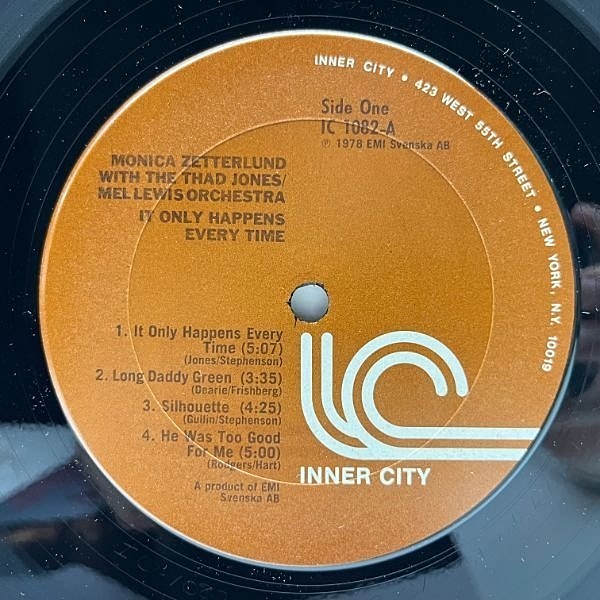 INNER CITY • 423 WEST 55TH STREET • NEW YORK, N.Y. 10019
Side One
IC 1082-A
℗ 1978 EMI Svenska AB
MONICA ZETTERLUND
WITH THE THAD JONES/
MEL LEWIS ORCHESTRA
IT ONLY HAPPENS
EVERY TIME
1. It Only Happens Every
Time (5:07)
(Jones/Stephenson)
2. Long Daddy Green (3:35)
(Dearie/Frishberg)
3. Silhouette (4:25)
(Gullin/Stephenson)
4. He Was Too Good
For Me (5:00)
(Rodgers/Hart)
A product of EMI
Svenska AB
IC
INNER CITY